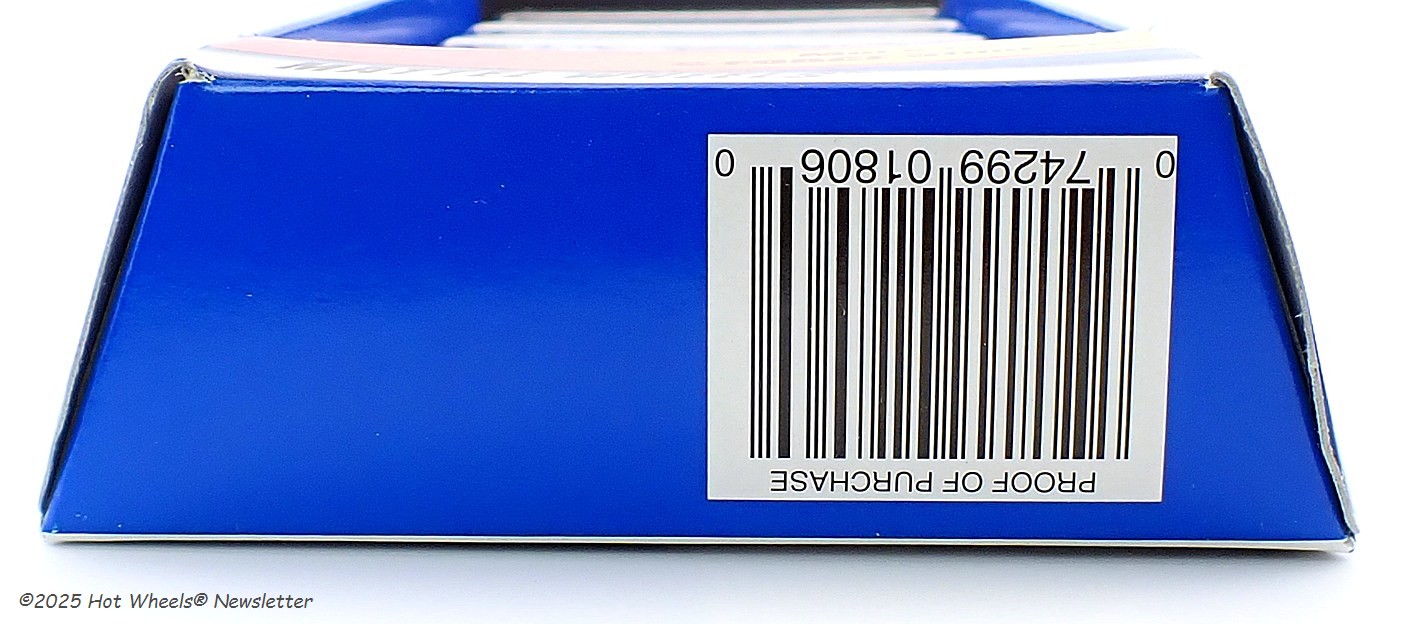 PROOF OF PURCHASE
0 74299 01806 0
©2025 Hot Wheels® Newsletter